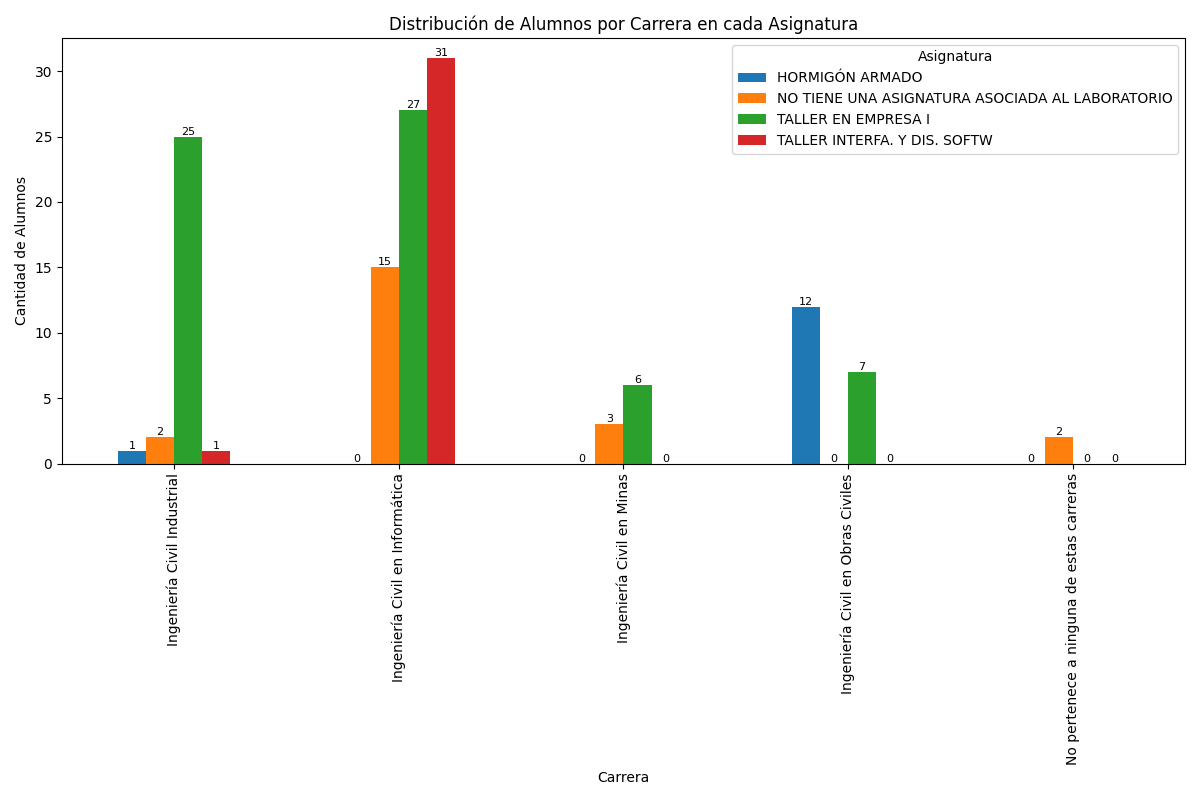 Distribución de Alumnos por Carrera en cada Asignatura
Asignatura
HORMIGÓN ARMADO
NO TIENE UNA ASIGNATURA ASOCIADA AL LABORATORIO
TALLER EN EMPRESA I
TALLER INTERFA. Y DIS. SOFTW
Cantidad de Alumnos
30
25
20
15
10
5
0
1 2 25 1
0 15 27 31
0 3 6 0
12 0 7 0
0 2 0 0
Ingeniería Civil Industrial
Ingeniería Civil en Informática
Ingeniería Civil en Minas
Ingeniería Civil en Obras Civiles
No pertenece a ninguna de estas carreras
Carrera